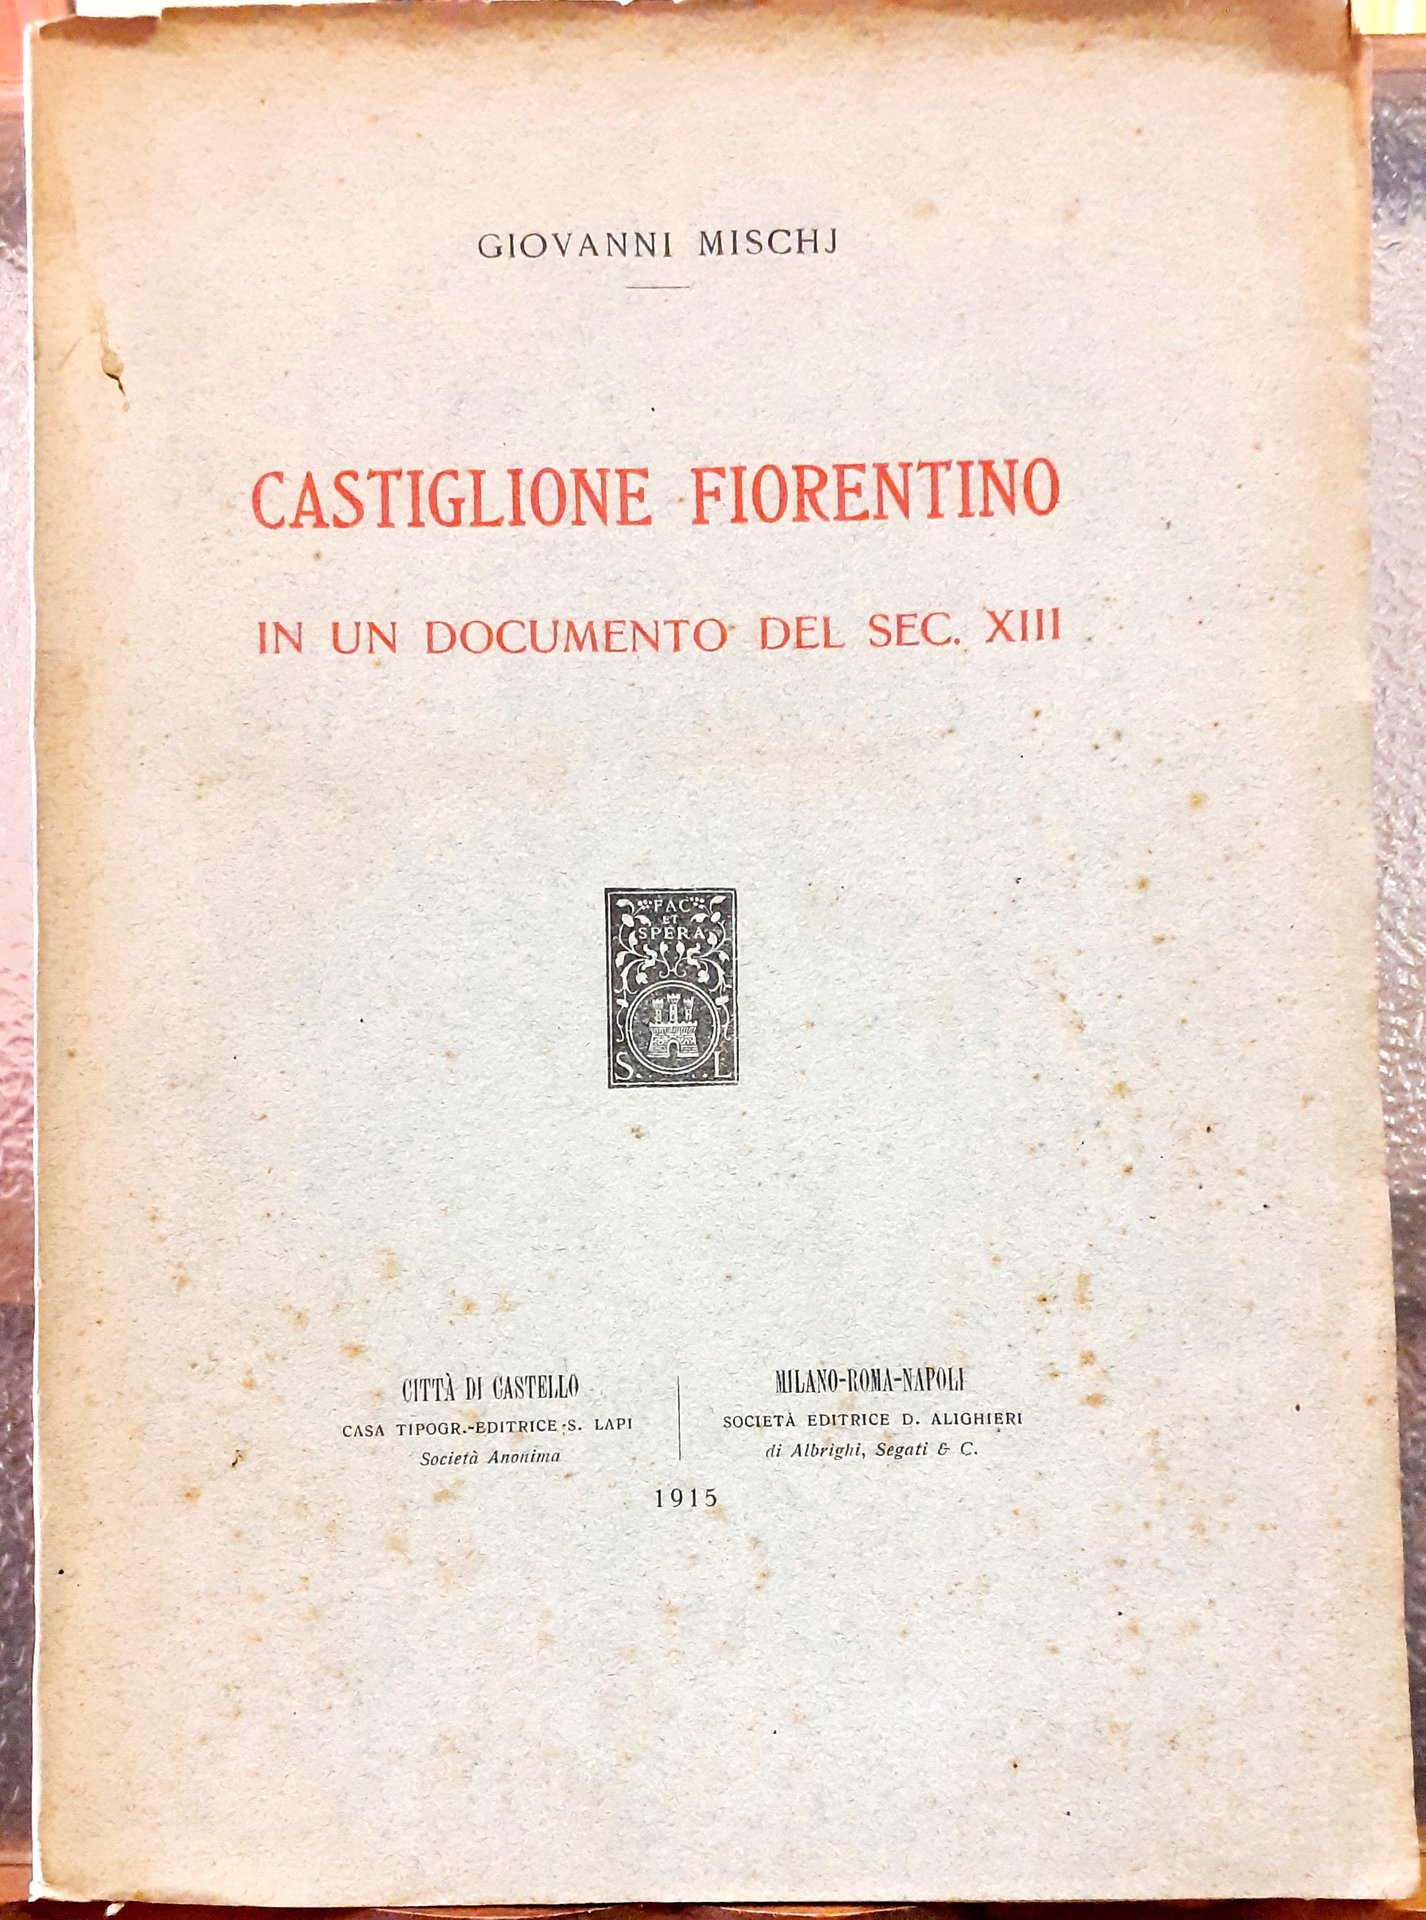 GIOVANNI MISCHJ
CASTIGLIONE FIORENTINO
IN UN DOCUMENTO DEL SEC. XIII
FAC
ET
SPERA
S. L
CITTÀ DI CASTELLO
CASA TIPOGR.-EDITRICE S. LAPI
Società Anonima
MILANO-ROMA-NAPOLI
SOCIETÀ EDITRICE D. ALIGHIERI
di Albrighi, Segati & C.
1915